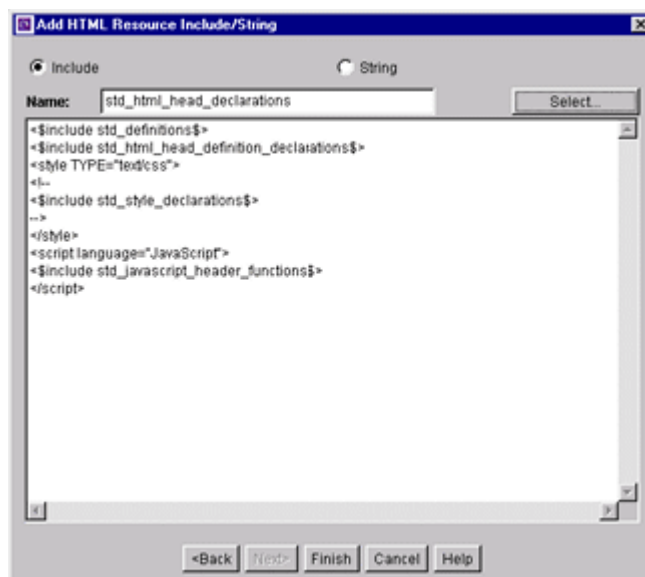 Add HTML Resource Include/String
Include
String
Name:
std_html_head_declarations
Select...
<$include std_definitions$>
<$include std_html_head_definition_declarations$>
<style TYPE="text/css">
<!--
<$include std_style_declarations$>
-->
</style>
<script language="JavaScript">
<$include std_javascript_header_functions$>
</script>
<Back
Next>
Finish
Cancel
Help